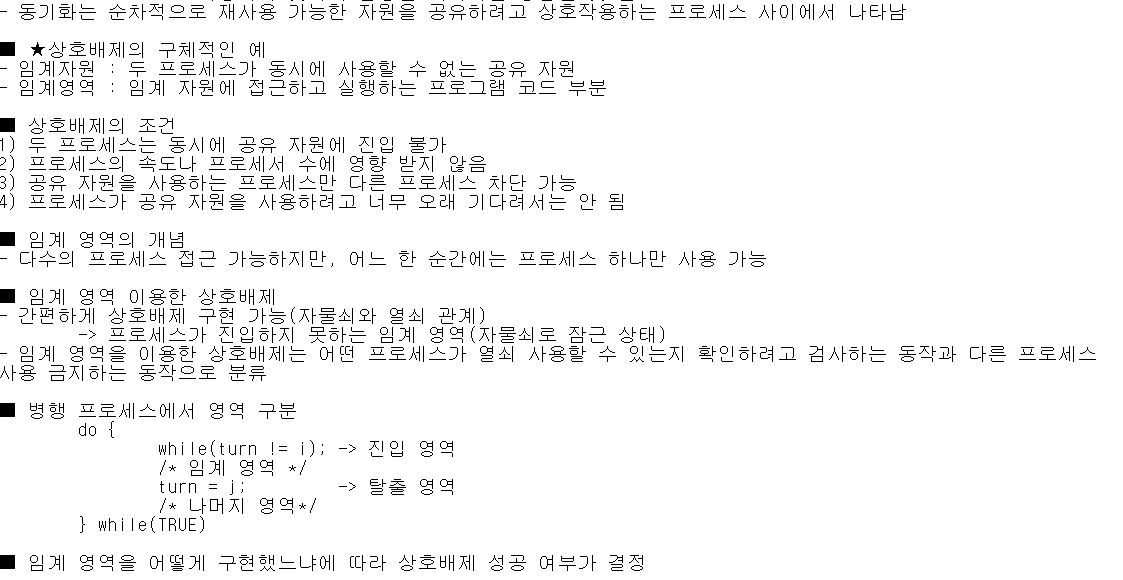 - 동기화는 순차적으로 재사용 가능한 자원을 공유하려고 상호작용하는 프로세스 사이에서 나타남
■ ★상호배제의 구체적인 예
- 임계자원 : 두 프로세스가 동시에 사용할 수 없는 공유 자원
- 임계영역 : 임계 자원에 접근하고 실행하는 프로그램 코드 부분
■ 상호배제의 조건
1) 두 프로세스는 동시에 공유 자원에 진입 불가
2) 프로세스의 속도나 프로세서 수에 영향 받지 않음
3) 공유 자원을 사용하는 프로세스만 다른 프로세스 차단 가능
4) 프로세스가 공유 자원을 사용하려고 너무 오래 기다려서는 안 됨
■ 임계 영역의 개념
- 다수의 프로세스 접근 가능하지만, 어느 한 순간에는 프로세스 하나만 사용 가능
■ 임계 영역 이용한 상호배제
- 간편하게 상호배제 구현 가능(자물쇠와 열쇠 관계)
-> 프로세스가 진입하지 못하는 임계 영역(자물쇠로 잠근 상태)
- 임계 영역을 이용한 상호배제는 어떤 프로세스가 열쇠 사용할 수 있는지 확인하려고 검사하는 동작과 다른 프로세스
사용 금지하는 동작으로 분류
■ 병행 프로세스에서 영역 구분
do {
while(turn != i); -> 진입 영역
/* 임계 영역 */
turn = j; -> 탈출 영역
/* 나머지 영역*/
} while(TRUE)
■ 임계 영역을 어떻게 구현했느냐에 따라 상호배제 성공 여부가 결정